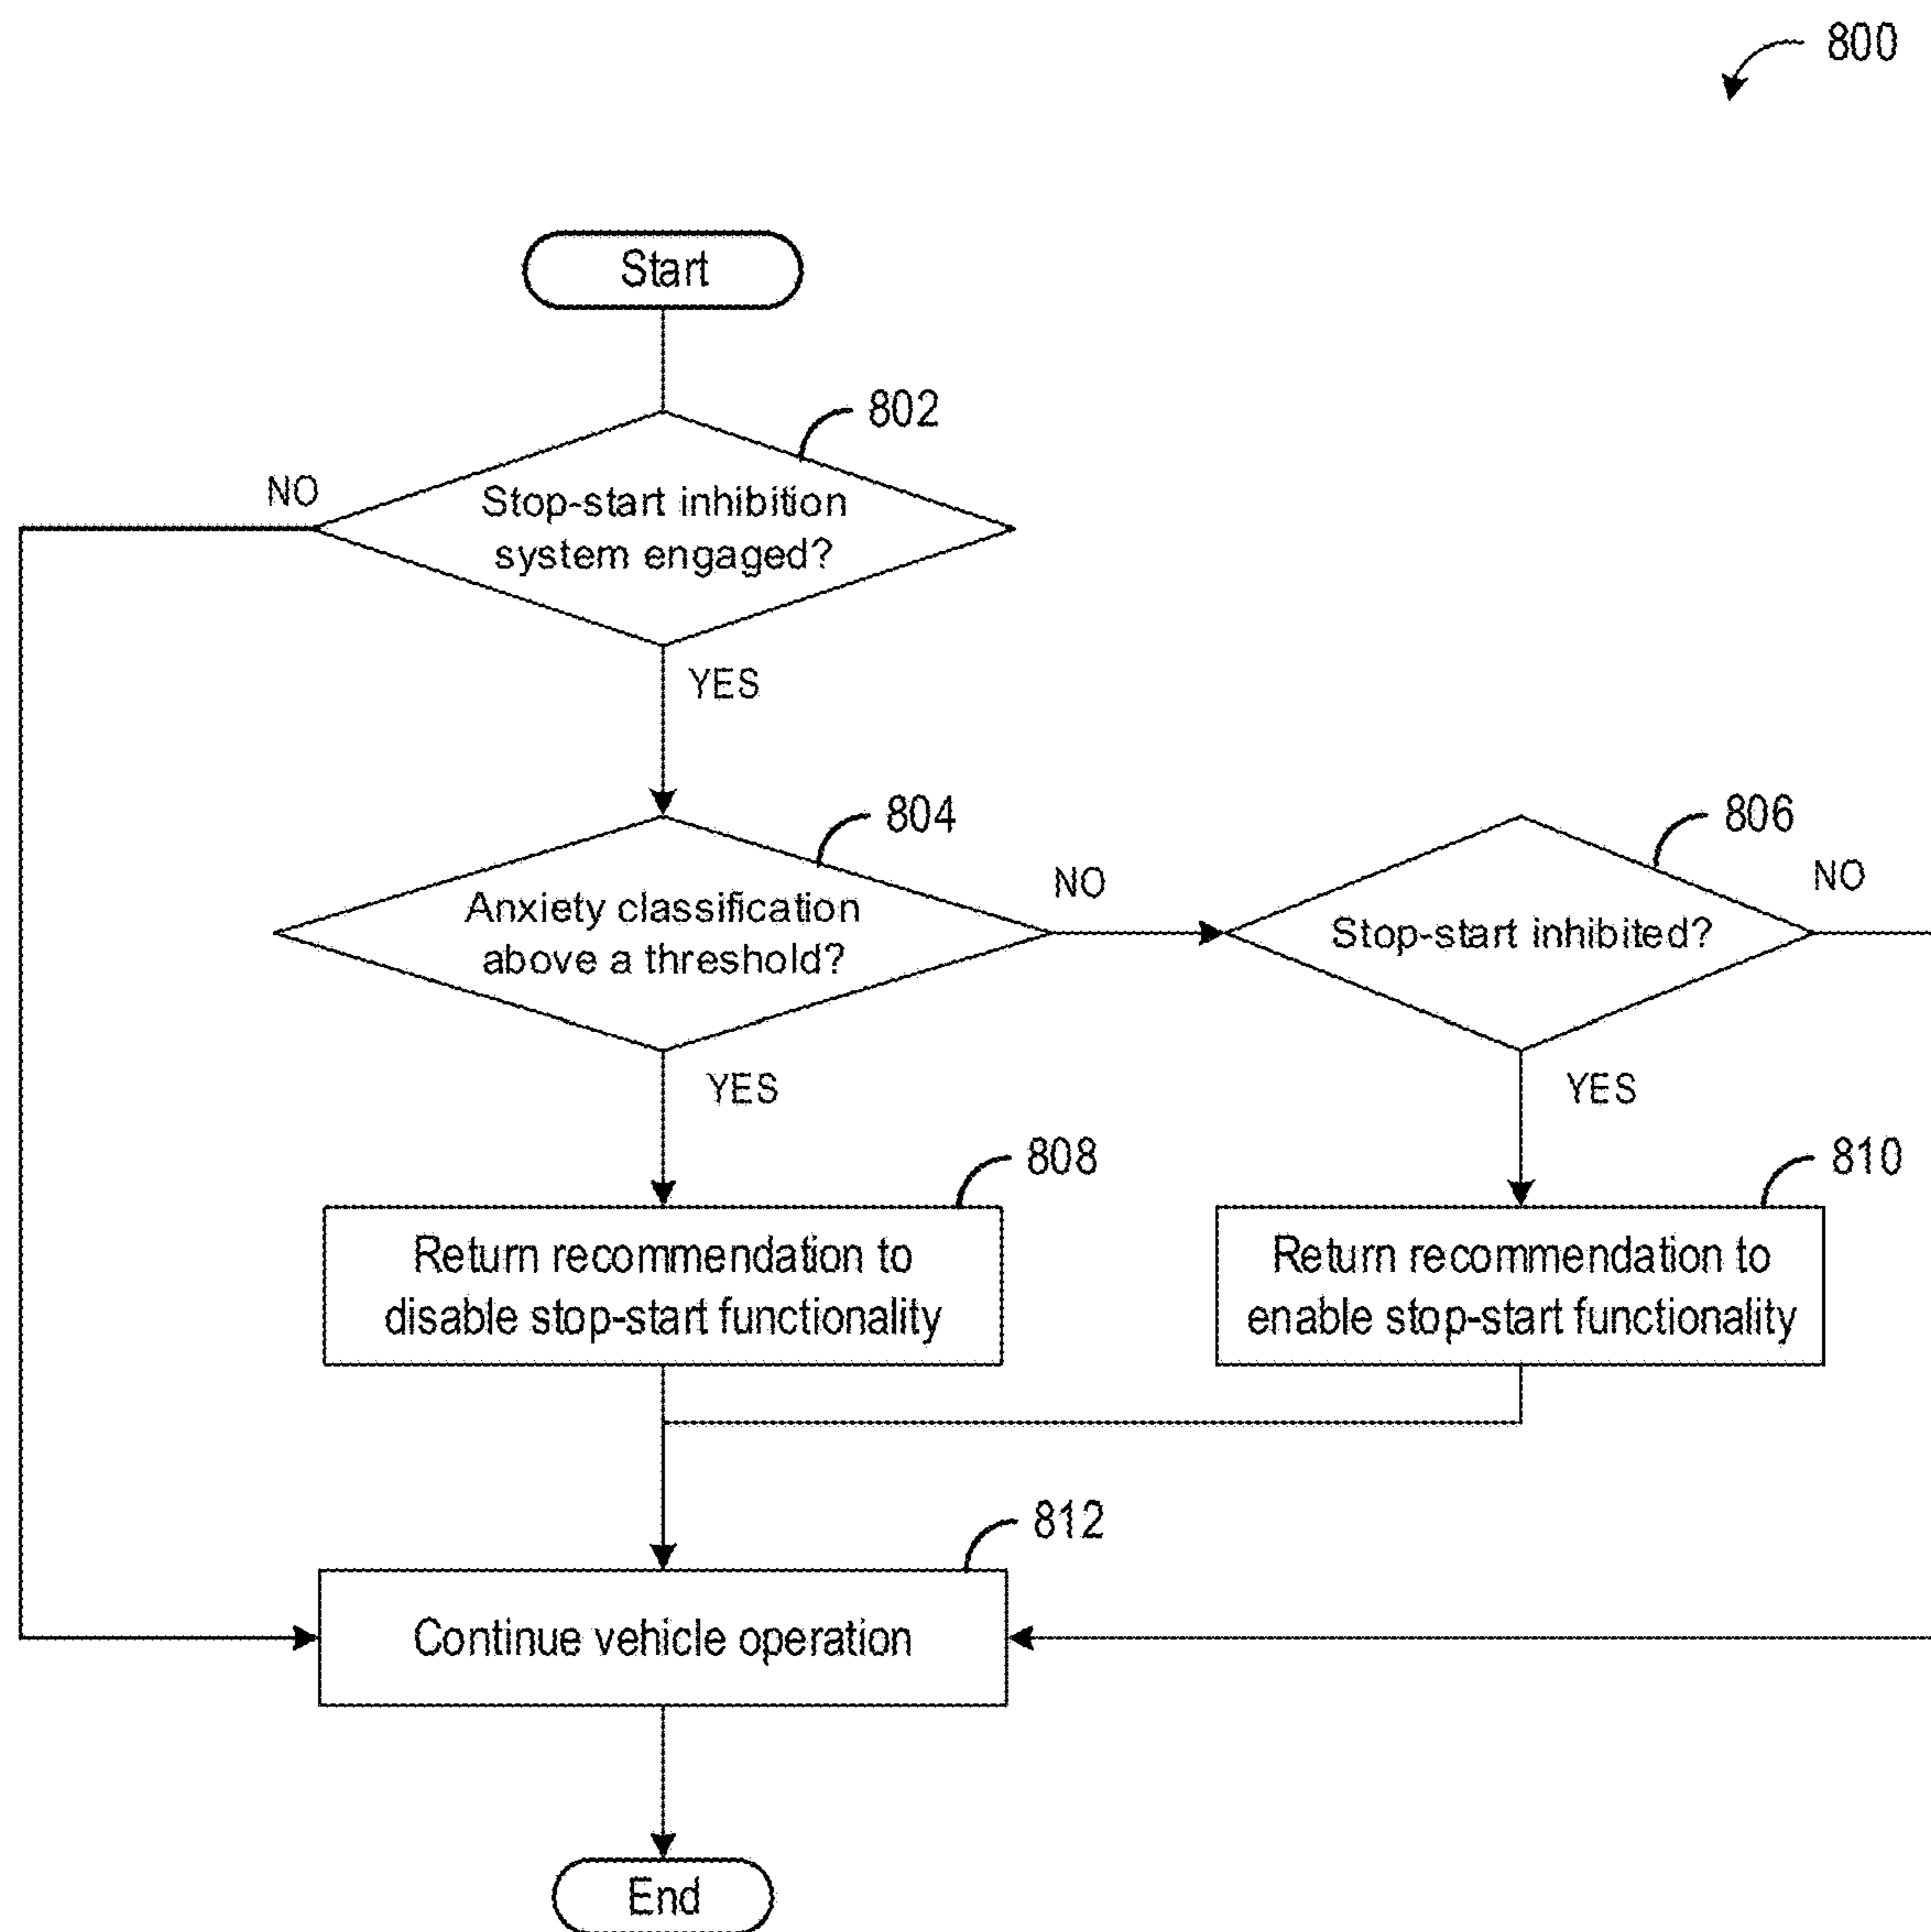 800
Start
802
NO
Stop-start inhibition
system engaged?
YES
804
806
NO
NO
Anxiety classification
above a threshold?
Stop-start inhibited?
YES
YES
808
810
Return recommendation to
disable stop-start functionality
Return recommendation to
enable stop-start functionality
812
Continue vehicle operation
End